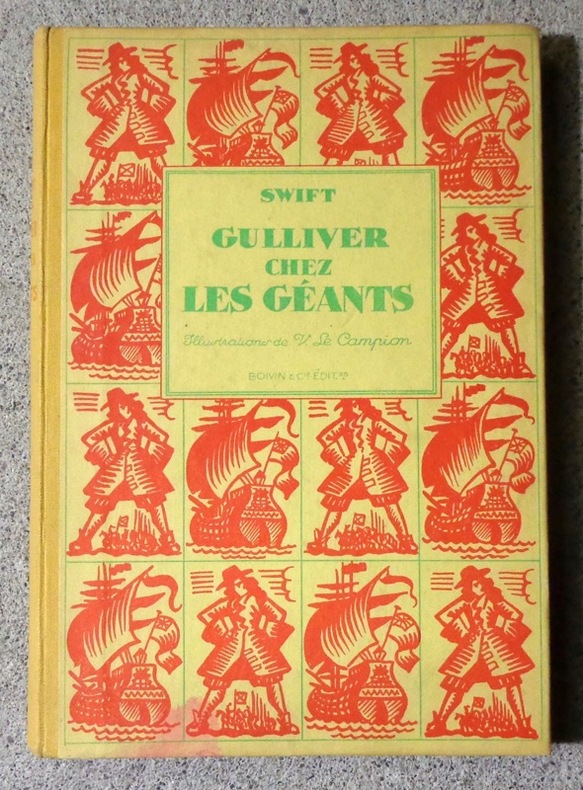 SWIFT
GULLIVER
CHEZ
LES GÉANTS
Illustrations de V Le Campion
BOIVIN & Cie ÉDITrs